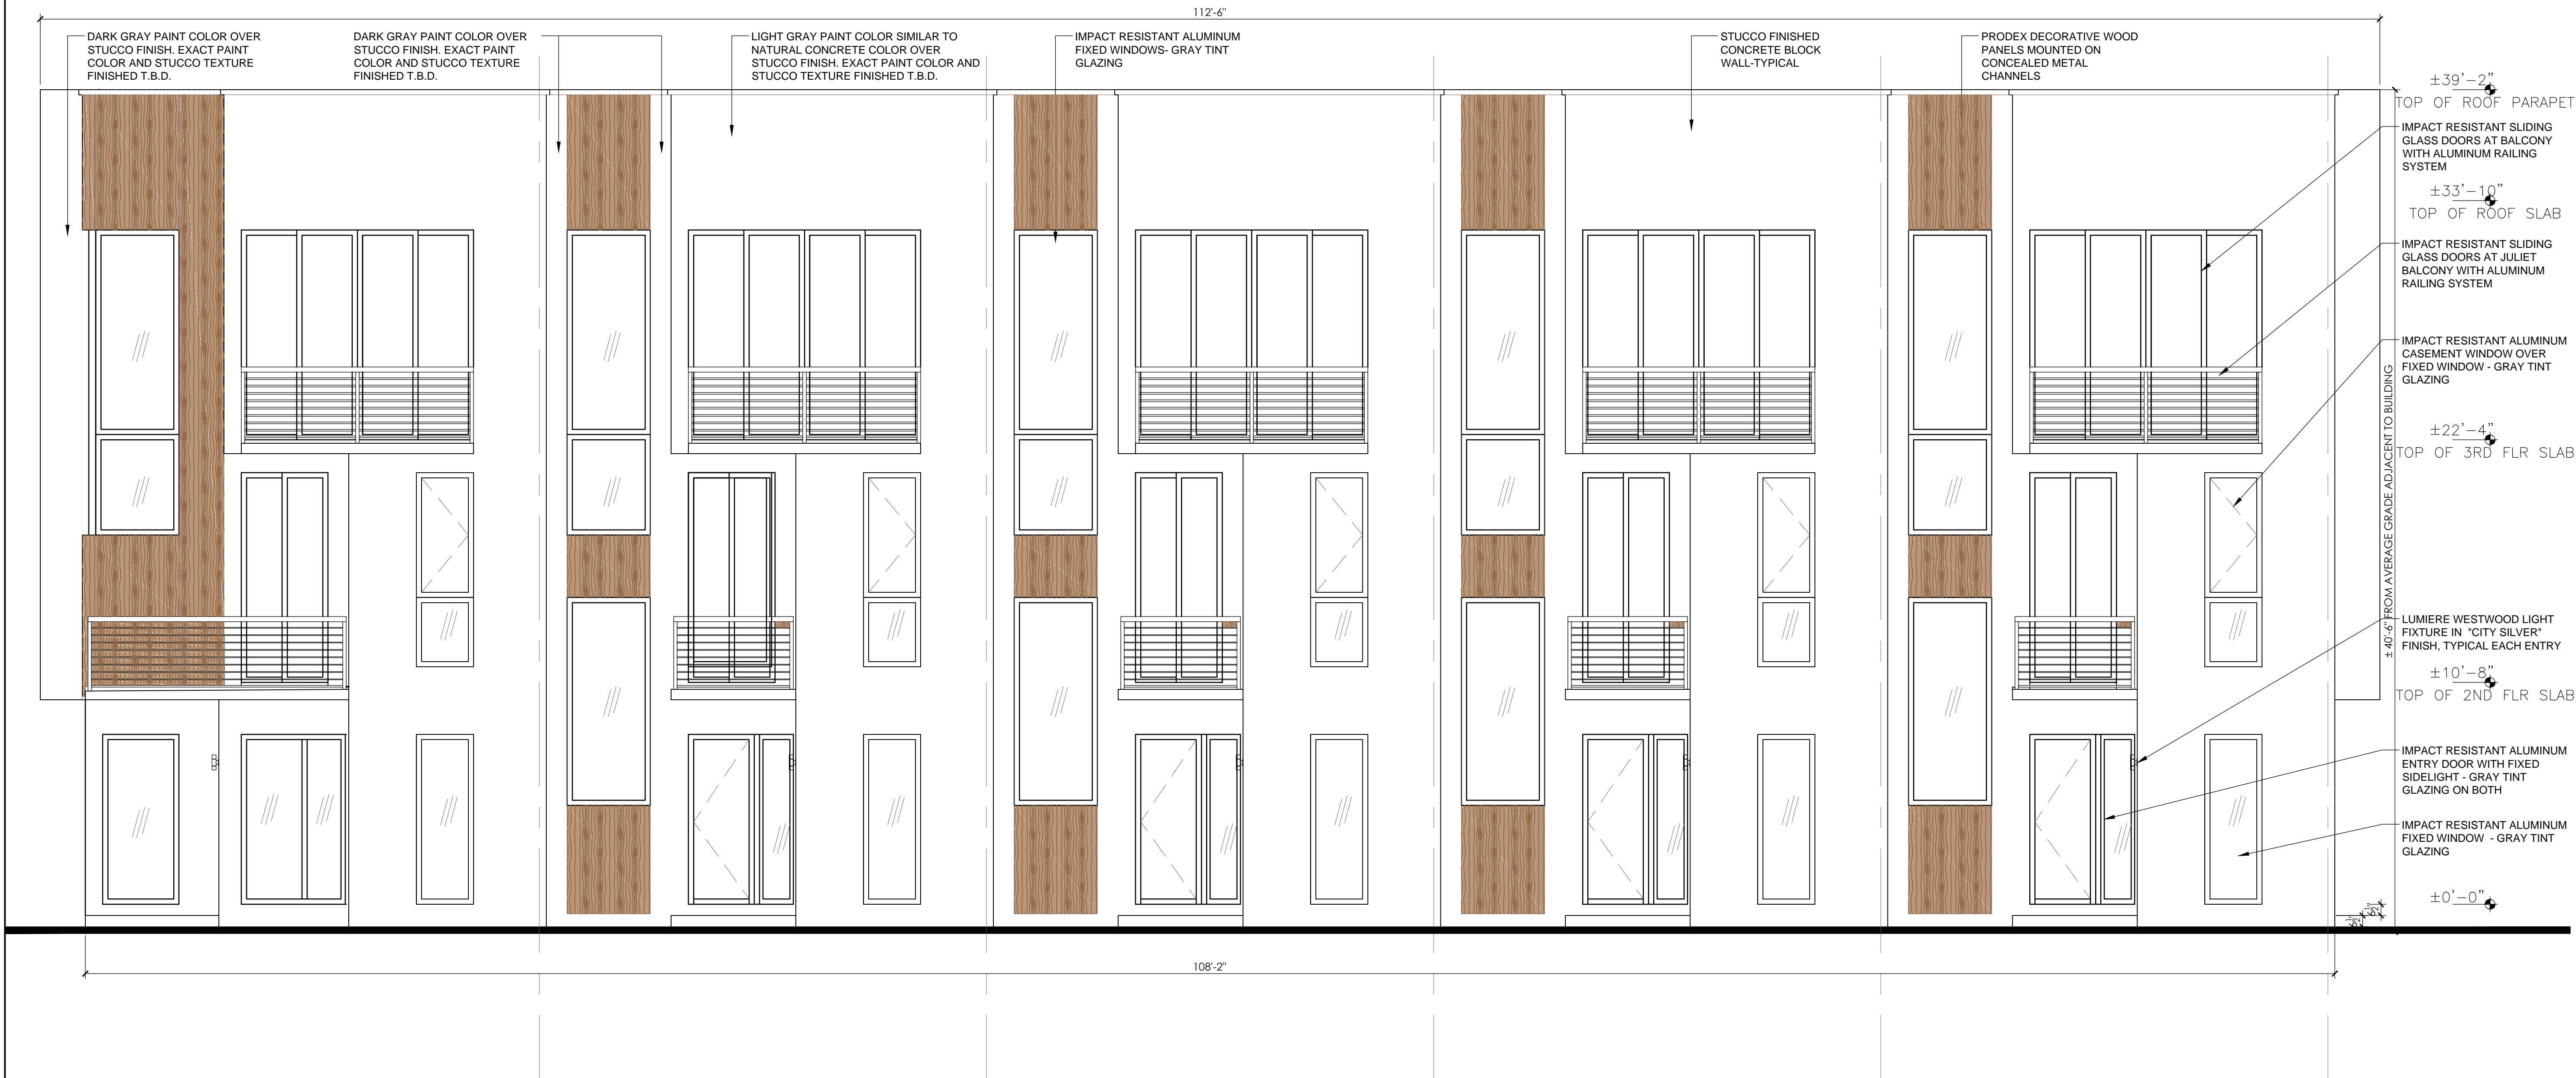 112'-6"
DARK GRAY PAINT COLOR OVER
STUCCO FINISH. EXACT PAINT
COLOR AND STUCCO TEXTURE
FINISHED T.B.D.
DARK GRAY PAINT COLOR OVER
STUCCO FINISH. EXACT PAINT
COLOR AND STUCCO TEXTURE
FINISHED T.B.D.
LIGHT GRAY PAINT COLOR SIMILAR TO
NATURAL CONCRETE COLOR OVER
STUCCO FINISH. EXACT PAINT COLOR AND
STUCCO TEXTURE FINISHED T.B.D.
IMPACT RESISTANT ALUMINUM
FIXED WINDOWS- GRAY TINT
GLAZING
STUCCO FINISHED
CONCRETE BLOCK
WALL-TYPICAL
PRODEX DECORATIVE WOOD
PANELS MOUNTED ON
CONCEALED METAL
CHANNELS
±39'-2"
TOP OF ROOF PARAPET
IMPACT RESISTANT SLIDING
GLASS DOORS AT BALCONY
WITH ALUMINUM RAILING
SYSTEM
±33'-10"
TOP OF ROOF SLAB
IMPACT RESISTANT SLIDING
GLASS DOORS AT JULIET
BALCONY WITH ALUMINUM
RAILING SYSTEM
IMPACT RESISTANT ALUMINUM
CASEMENT WINDOW OVER
FIXED WINDOW - GRAY TINT
GLAZING
±22'-4"
TOP OF 3RD FLR SLAB
± 40'-6" FROM AVERAGE GRADE ADJACENT TO BUILDING
LUMIERE WESTWOOD LIGHT
FIXTURE IN "CITY SILVER"
FINISH, TYPICAL EACH ENTRY
±10'-8"
TOP OF 2ND FLR SLAB
IMPACT RESISTANT ALUMINUM
ENTRY DOOR WITH FIXED
SIDELIGHT - GRAY TINT
GLAZING ON BOTH
IMPACT RESISTANT ALUMINUM
FIXED WINDOW - GRAY TINT
GLAZING
±0'-0"
108'-2"